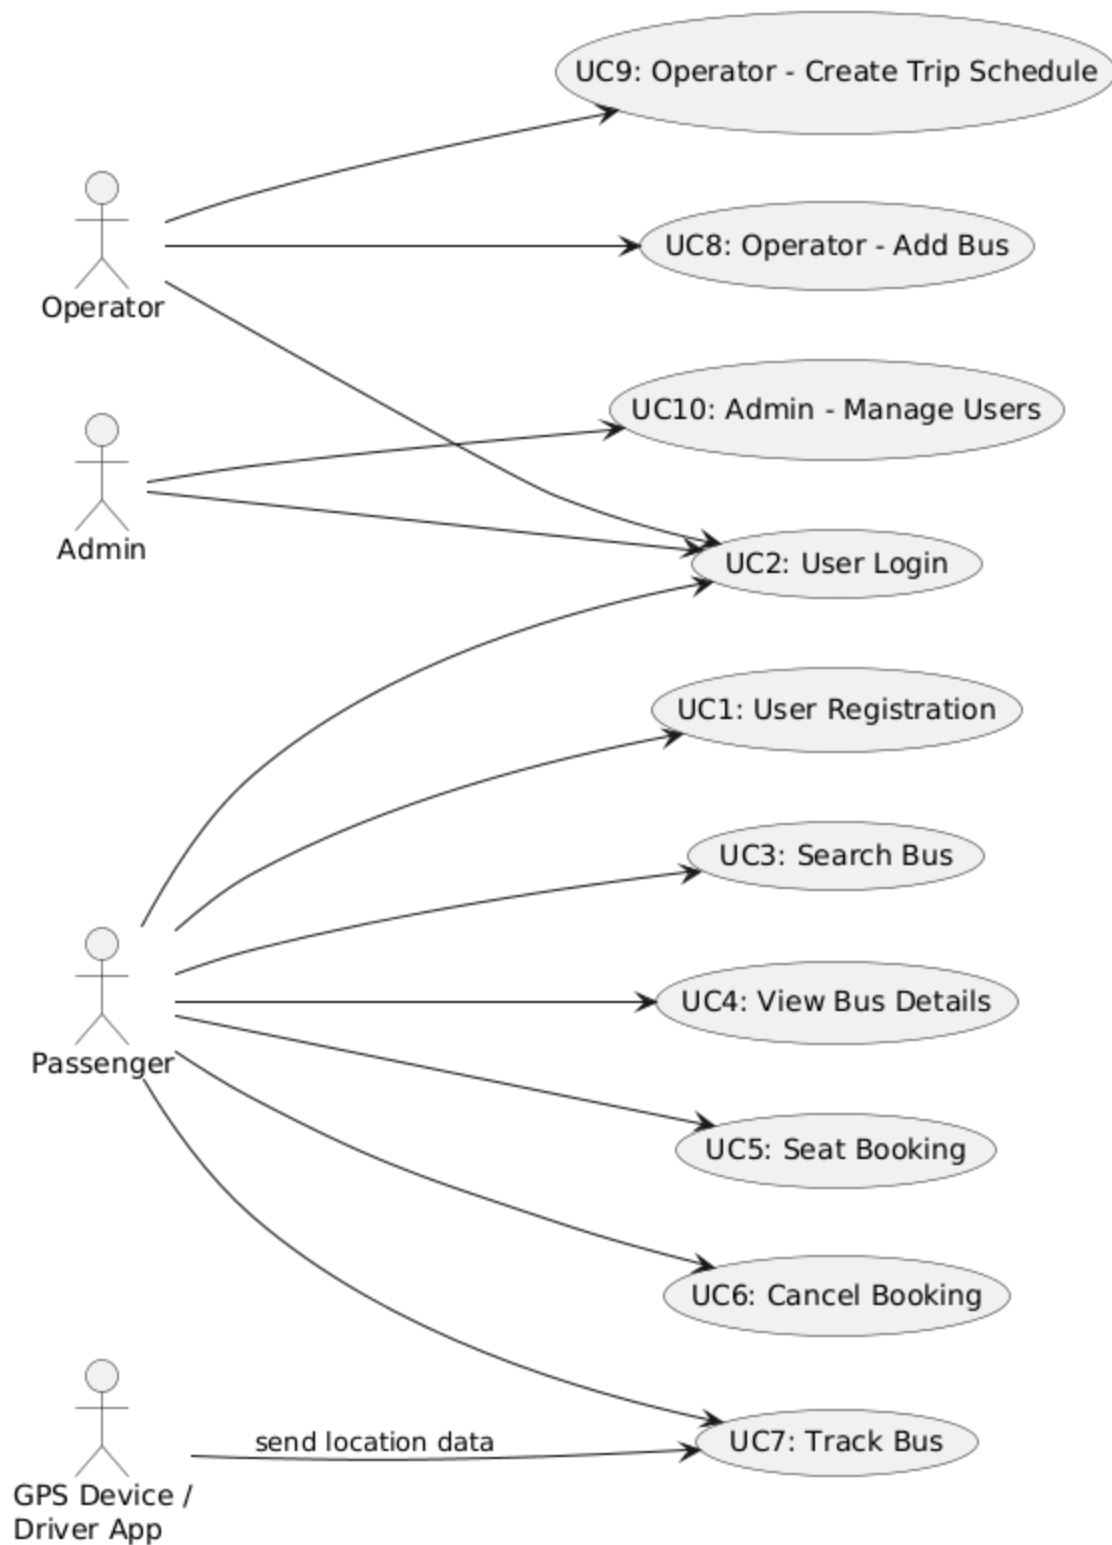 UC9: Operator - Create Trip Schedule
UC8: Operator - Add Bus
Operator
UC10: Admin - Manage Users
Admin
UC2: User Login
UC1: User Registration
UC3: Search Bus
UC4: View Bus Details
Passenger
UC5: Seat Booking
UC6: Cancel Booking
send location data
UC7: Track Bus
GPS Device /
Driver App